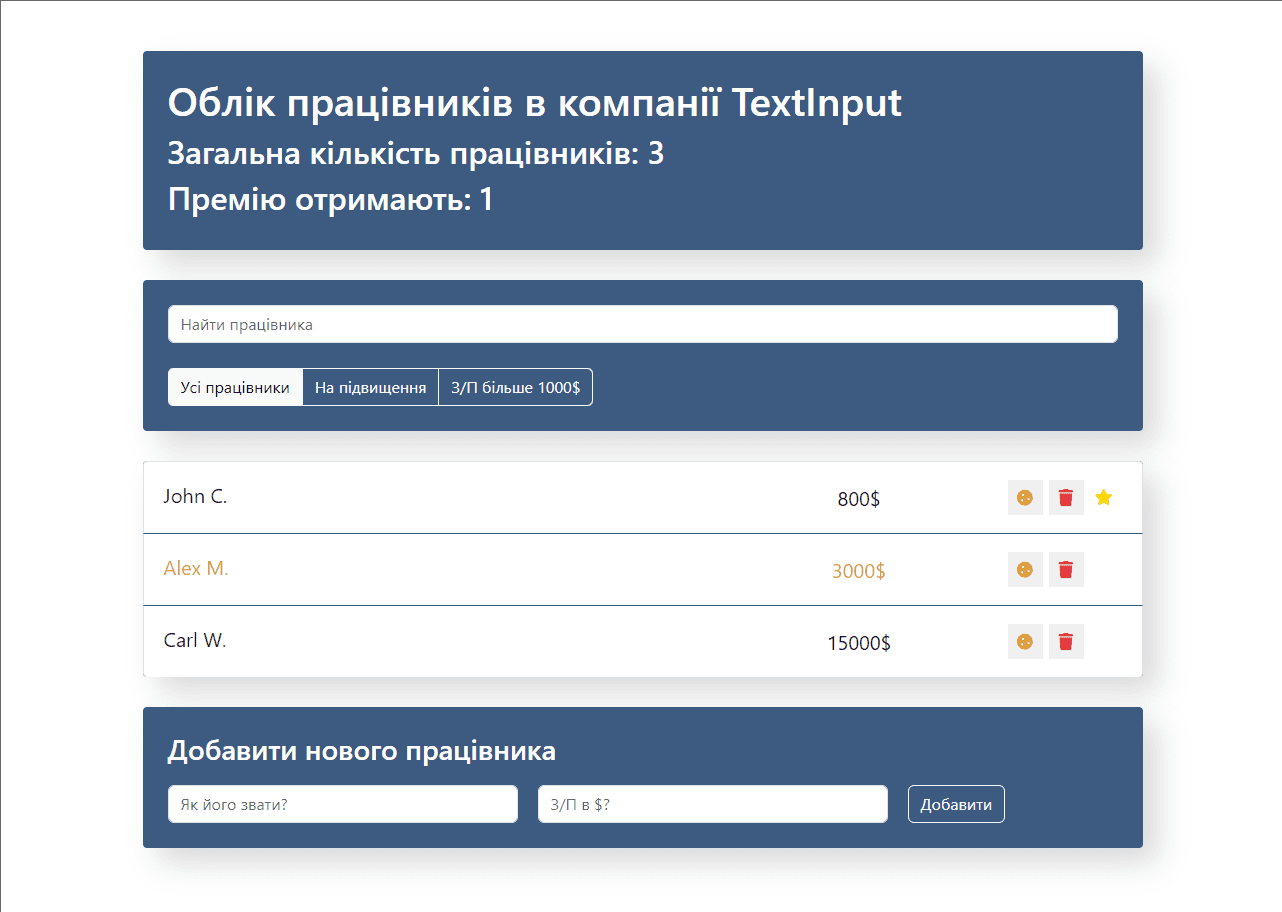 Облік працівників в компанії TextInput
Загальна кількість працівників: 3
Премію отримають: 1
Найти працівника
Усі працівники На підвищення З/П більше 1000$
John C. 800$
Alex M. 3000$
Carl W. 15000$
Добавити нового працівника
Як його звати? З/П в $? Добавити